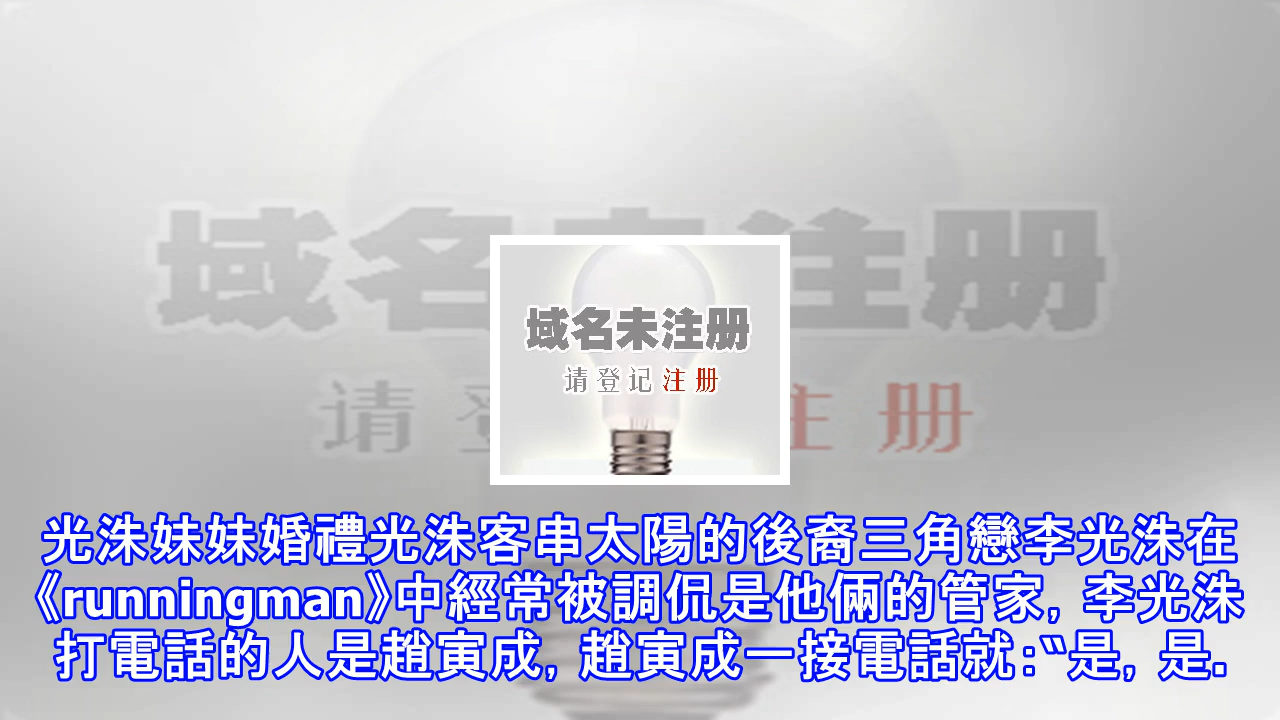 域名未注册
请登记注册
光洙妹妹婚禮光洙客串太陽的後裔三角戀李光洙在
《runningman》中經常被調侃是他倆的管家, 李光洙
打電話的人是趙寅成, 趙寅成一接電話就:“是, 是.